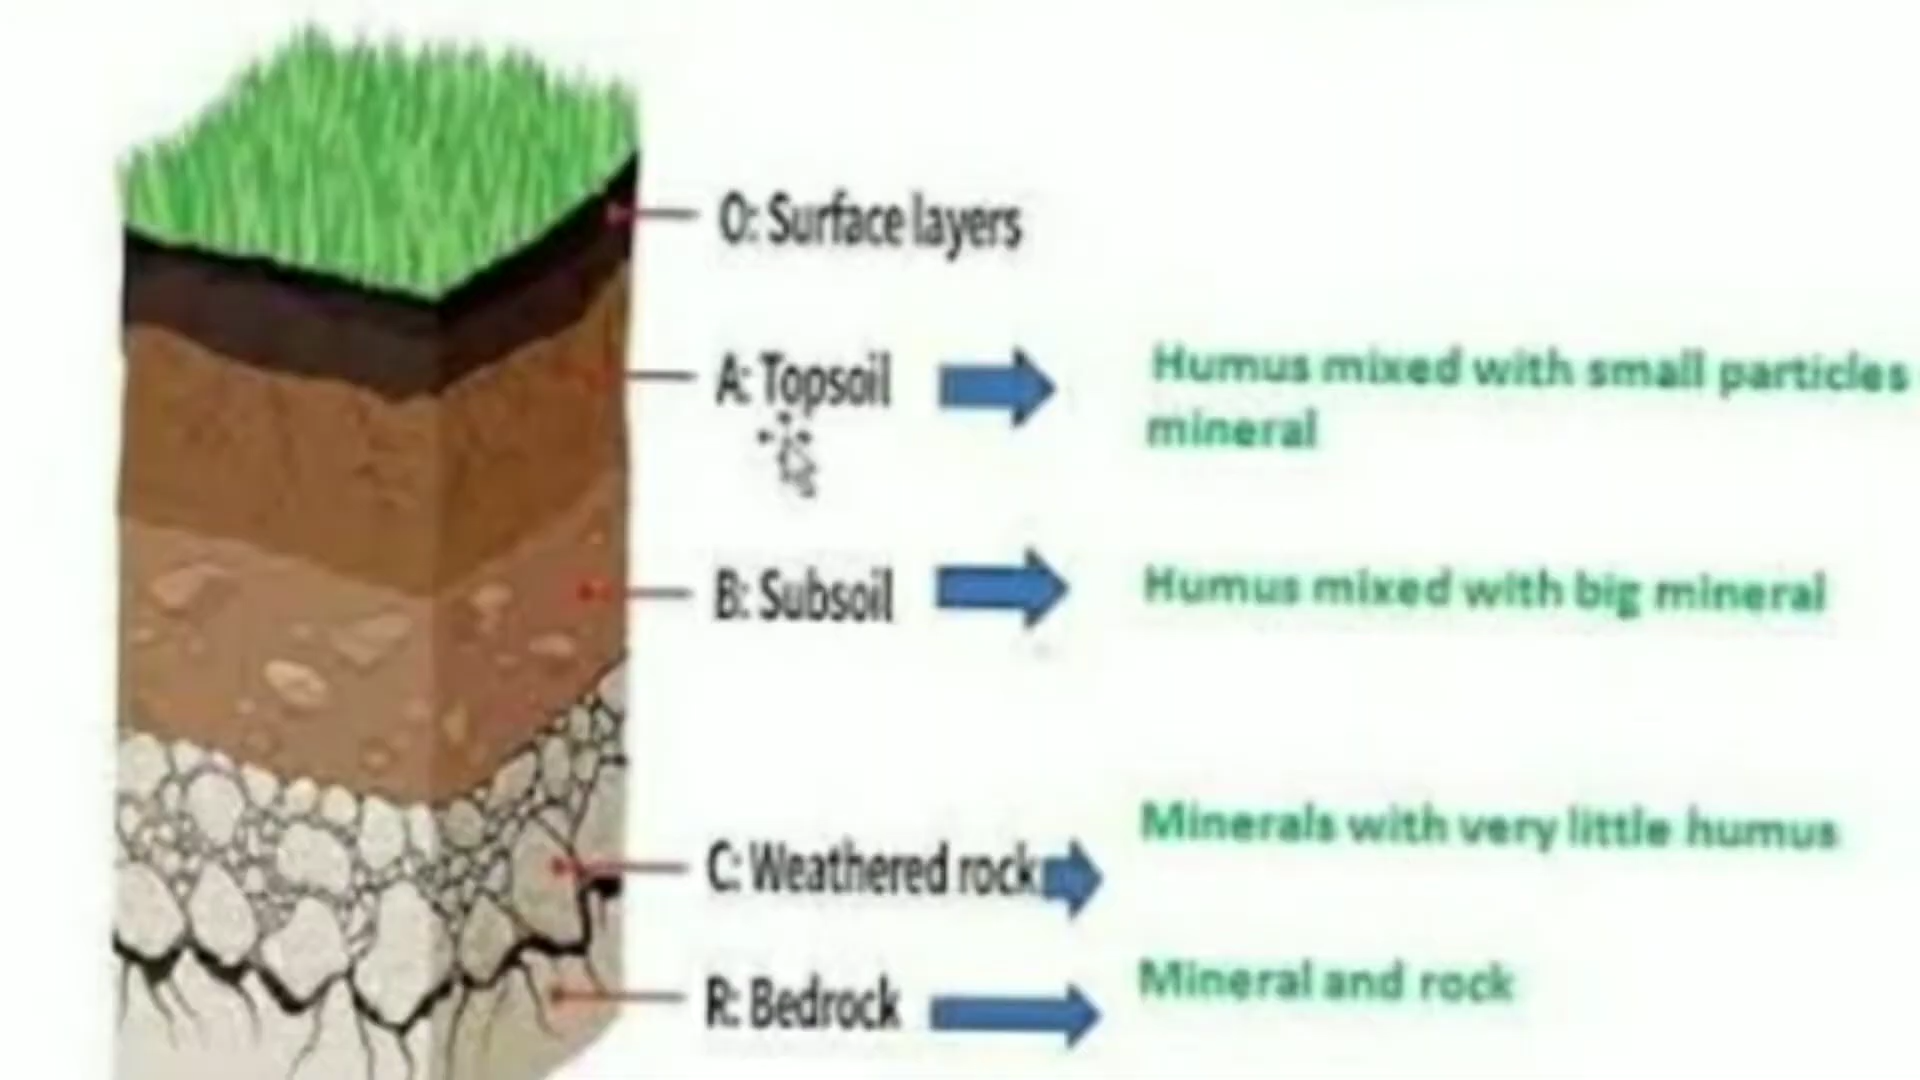 O: Surface layers
A: Topsoil
Humus mixed with small particles
mineral
B: Subsoil
Humus mixed with big mineral
C: Weathered rock
Minerals with very little humus
R: Bedrock
Mineral and rock